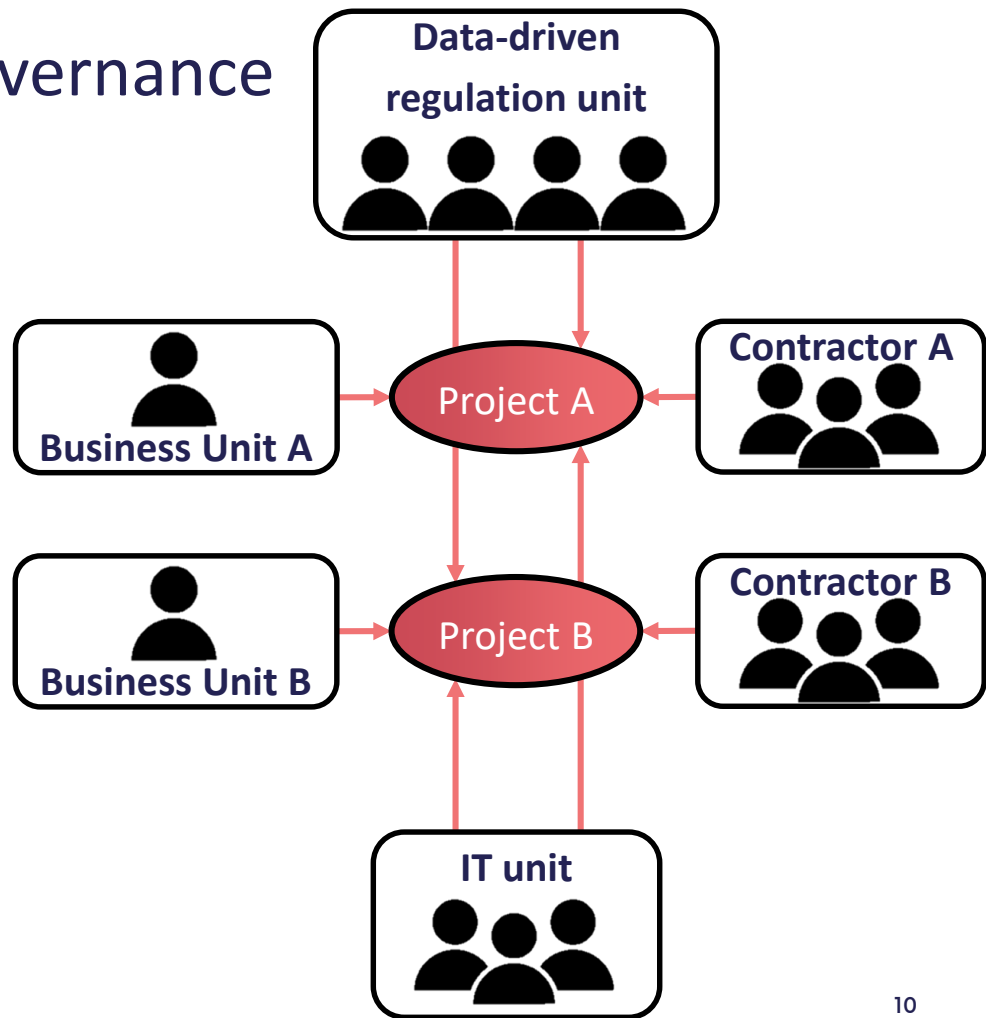 vernance
Data-driven
regulation unit
Business Unit A
Project A
Contractor A
Business Unit B
Project B
Contractor B
IT unit
10